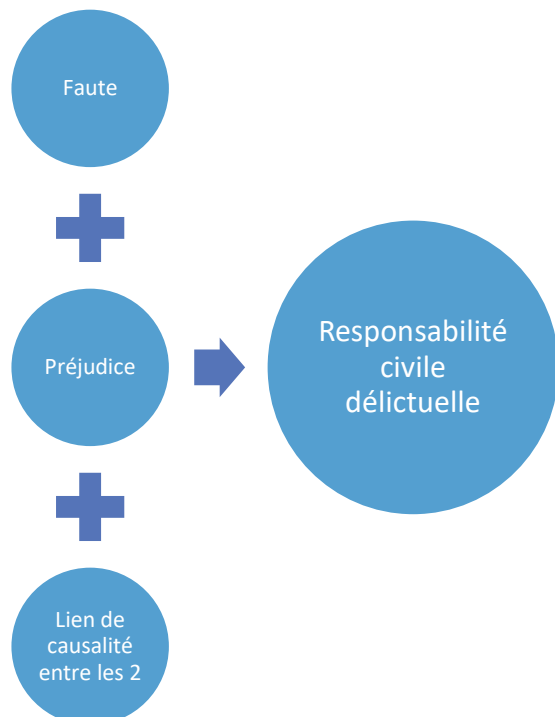 Faute
Préjudice
Lien de
causalité
entre les 2
Responsabilité
civile
délictuelle